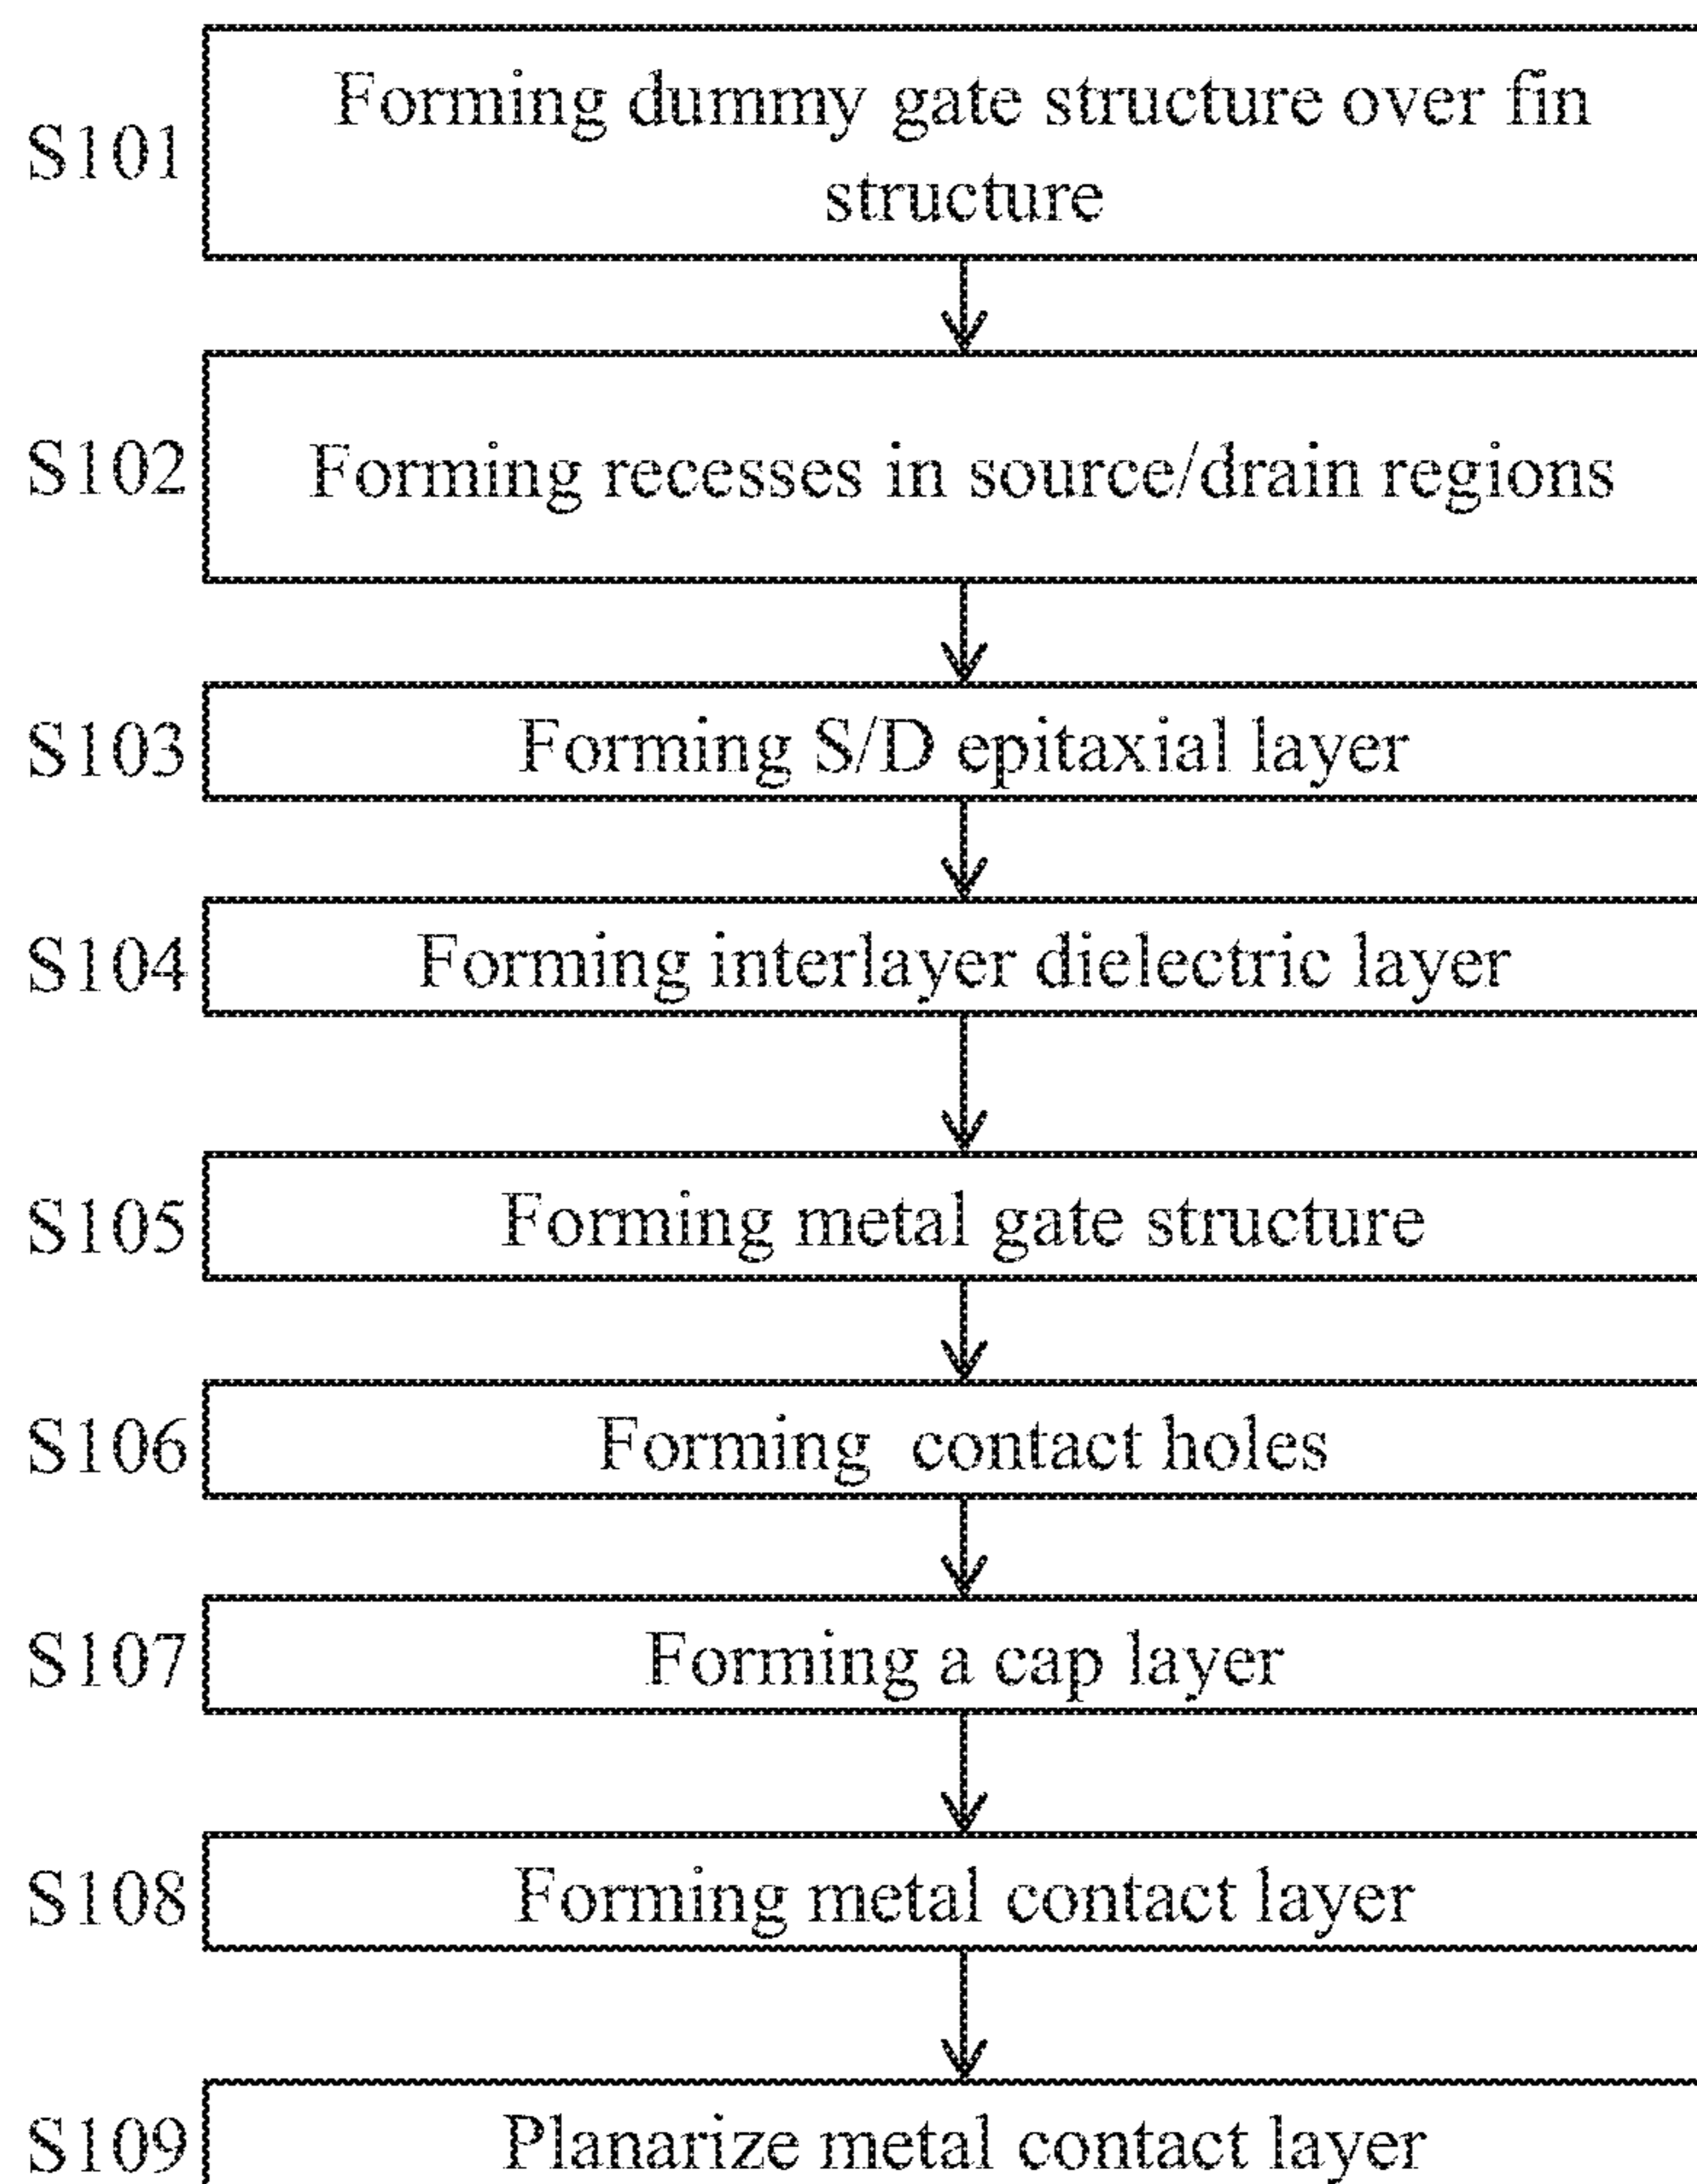 S101
Forming dummy gate structure over fin
structure
S102
Forming recesses in source/drain regions
S103
Forming S/D epitaxial layer
S104
Forming interlayer dielectric layer
S105
Forming metal gate structure
S106
Forming contact holes
S107
Forming a cap layer
S108
Forming metal contact layer
S109
Planarize metal contact layer